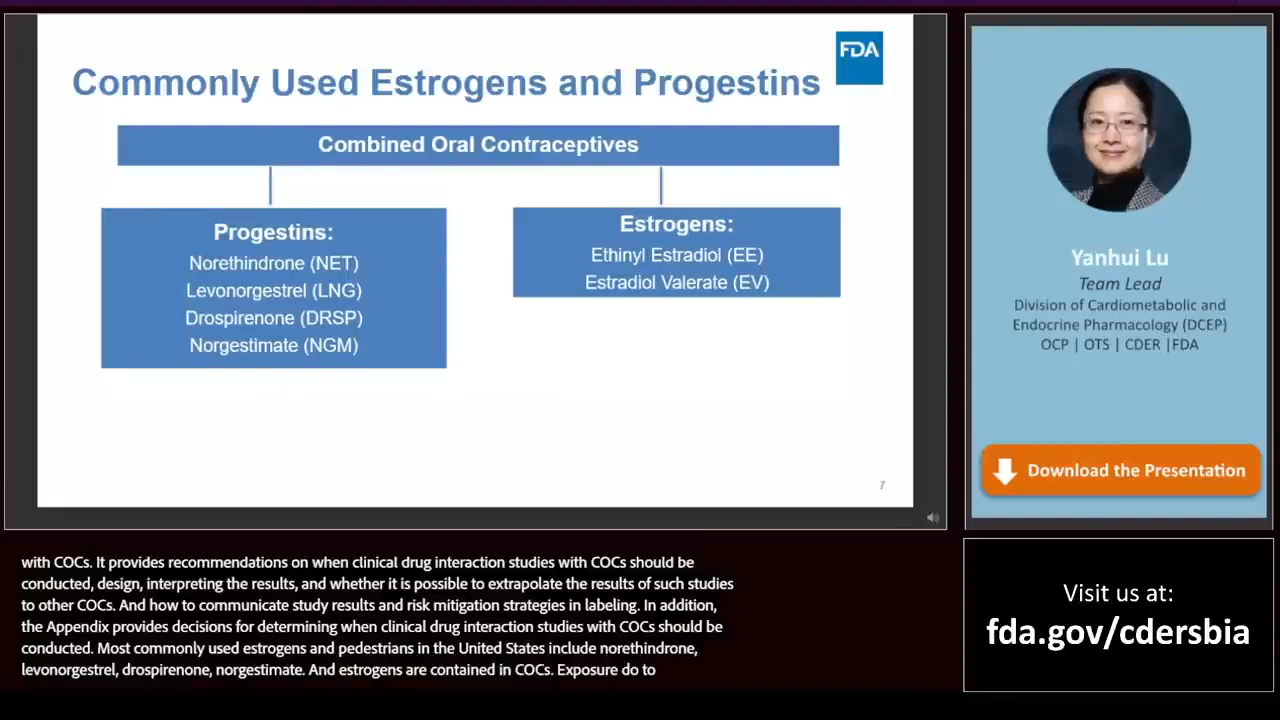 FDA
Commonly Used Estrogens and Progestins
Combined Oral Contraceptives
Progestins:
Norethindrone (NET)
Levonorgestrel (LNG)
Drospirenone (DRSP)
Norgestimate (NGM)
Estrogens:
Ethinyl Estradiol (EE)
Estradiol Valerate (EV)
7
Yanhui Lu
Team Lead
Division of Cardiometabolic and
Endocrine Pharmacology (DCEP)
OCP | OTS | CDER |FDA
Download the Presentation
with COCs. It provides recommendations on when clinical drug interaction studies with COCs should be
conducted, design, interpreting the results, and whether it is possible to extrapolate the results of such studies
to other COCs. And how to communicate study results and risk mitigation strategies in labeling. In addition,
the Appendix provides decisions for determining when clinical drug interaction studies with COCs should be
conducted. Most commonly used estrogens and pedestrians in the United States include norethindrone,
levonorgestrel, drospirenone, norgestimate. And estrogens are contained in COCs. Exposure do to
Visit us at:
fda.gov/cdersbia